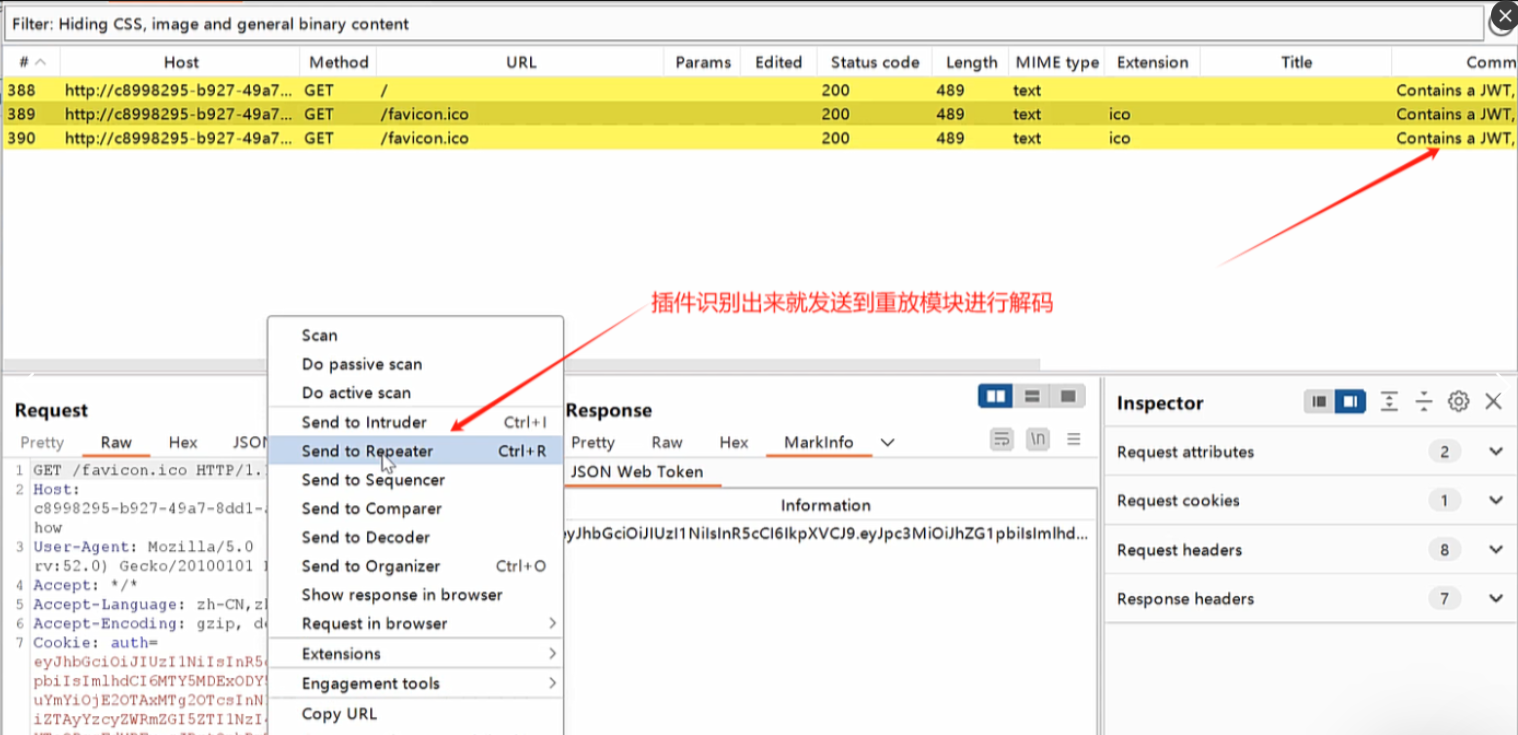 Filter: Hiding CSS, image and general binary content
# Host Method URL Params Edited Status code Length MIME type Extension Title Comm
388 http://c8998295-b927-49a7... GET / 200 489 text Contains a JWT,
389 http://c8998295-b927-49a7... GET /favicon.ico 200 489 text ico Contains a JWT,
390 http://c8998295-b927-49a7... GET /favicon.ico 200 489 text ico Contains a JWT,
插件识别出来就发送到重放模块进行解码
Scan
Do passive scan
Do active scan
Send to Intruder Ctrl+I
Send to Repeater Ctrl+R
Send to Sequencer
Send to Comparer
Send to Decoder
Send to Organizer Ctrl+O
Show response in browser
Request in browser
Extensions
Engagement tools
Copy URL
Request
Pretty Raw Hex JSON
1 GET /favicon.ico HTTP/1.1
2 Host:
c8998295-b927-49a7-8dd1-
how
3 User-Agent: Mozilla/5.0
rv:52.0) Gecko/20100101
4 Accept: */*
5 Accept-Language: zh-CN,zh
6 Accept-Encoding: gzip, de
7 Cookie: auth=
eyJhbGciOiJIUzI1NiIsInR5c
pbiIsImlhdCI6MTY5MDExODY5
uYmYiOjE2OTAxMTg2OTcsInN1
iZTAyYzcyZWRmZGI5ZTI1NzI4
Response
Pretty Raw Hex MarkInfo
\n
JSON Web Token
Information
eyJhbGciOiJIUzI1NiIsInR5cCI6IkpXVCJ9.eyJpc3MiOiJhZG1pbiIsImlhd...
Inspector
Request attributes 2
Request cookies 1
Request headers 8
Response headers 7